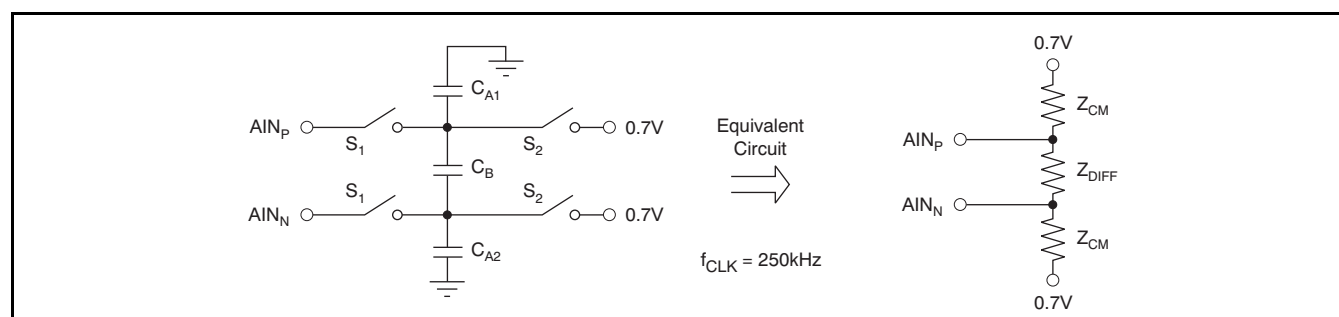 C_A1
AIN_P
S_1
S_2
0.7V
C_B
AIN_N
S_1
S_2
0.7V
C_A2
Equivalent
Circuit
f_CLK = 250kHz
0.7V
Z_CM
AIN_P
Z_DIFF
AIN_N
Z_CM
0.7V